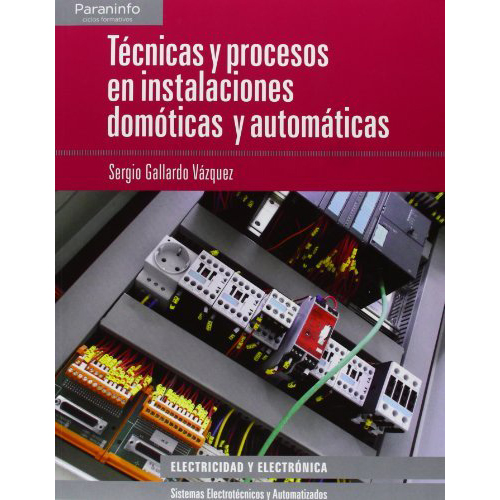 Paraninfo
ciclos formativos
Técnicas y procesos
en instalaciones
domóticas y automáticas
Sergio Gallardo Vázquez
ELECTRICIDAD Y ELECTRÓNICA
Sistemas Electrotécnicos y Automatizados